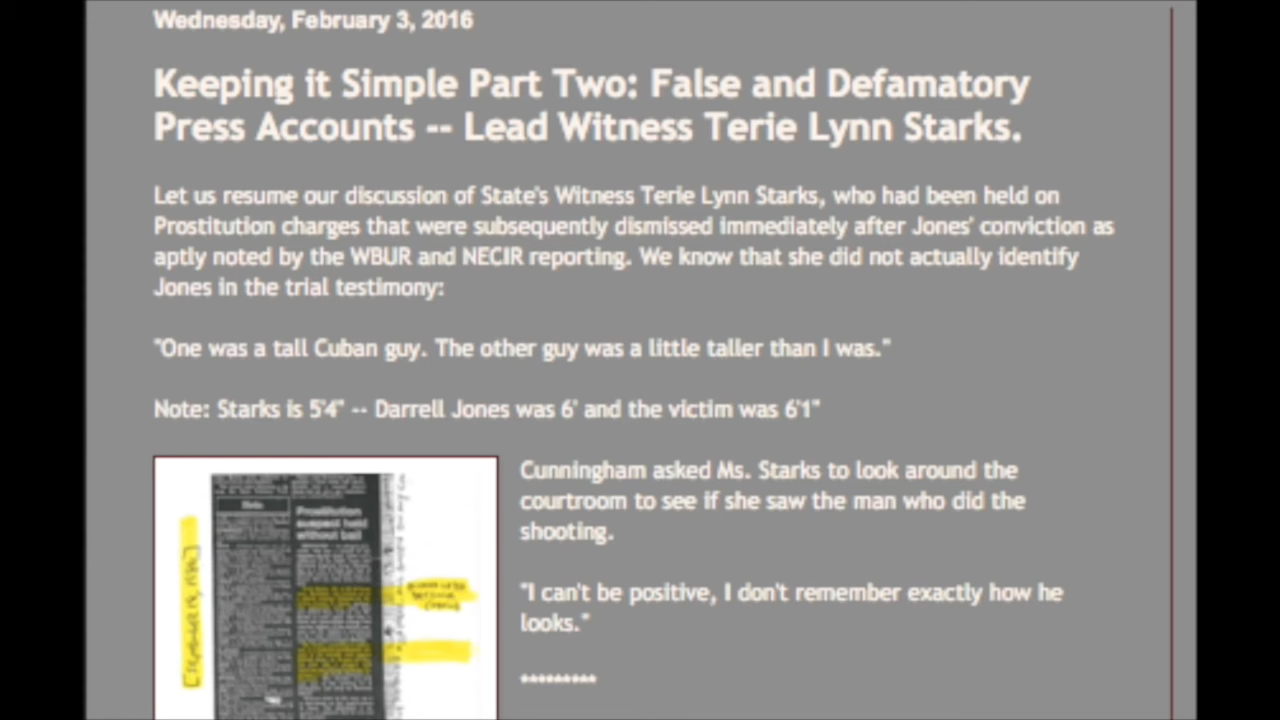 Wednesday, February 3, 2016
Keeping it Simple Part Two: False and Defamatory
Press Accounts -- Lead Witness Terie Lynn Starks.
Let us resume our discussion of State's Witness Terie Lynn Starks, who had been held on
Prostitution charges that were subsequently dismissed immediately after Jones' conviction as
aptly noted by the WBUR and NECIR reporting. We know that she did not actually identify
Jones in the trial testimony:
"One was a tall Cuban guy. The other guy was a little taller than I was."
Note: Starks is 5'4" -- Darrell Jones was 6' and the victim was 6'1"
Cunningham asked Ms. Starks to look around the
courtroom to see if she saw the man who did the
shooting.
"I can't be positive, I don't remember exactly how he
looks."
*********
Prostitution
suspect held
without bail